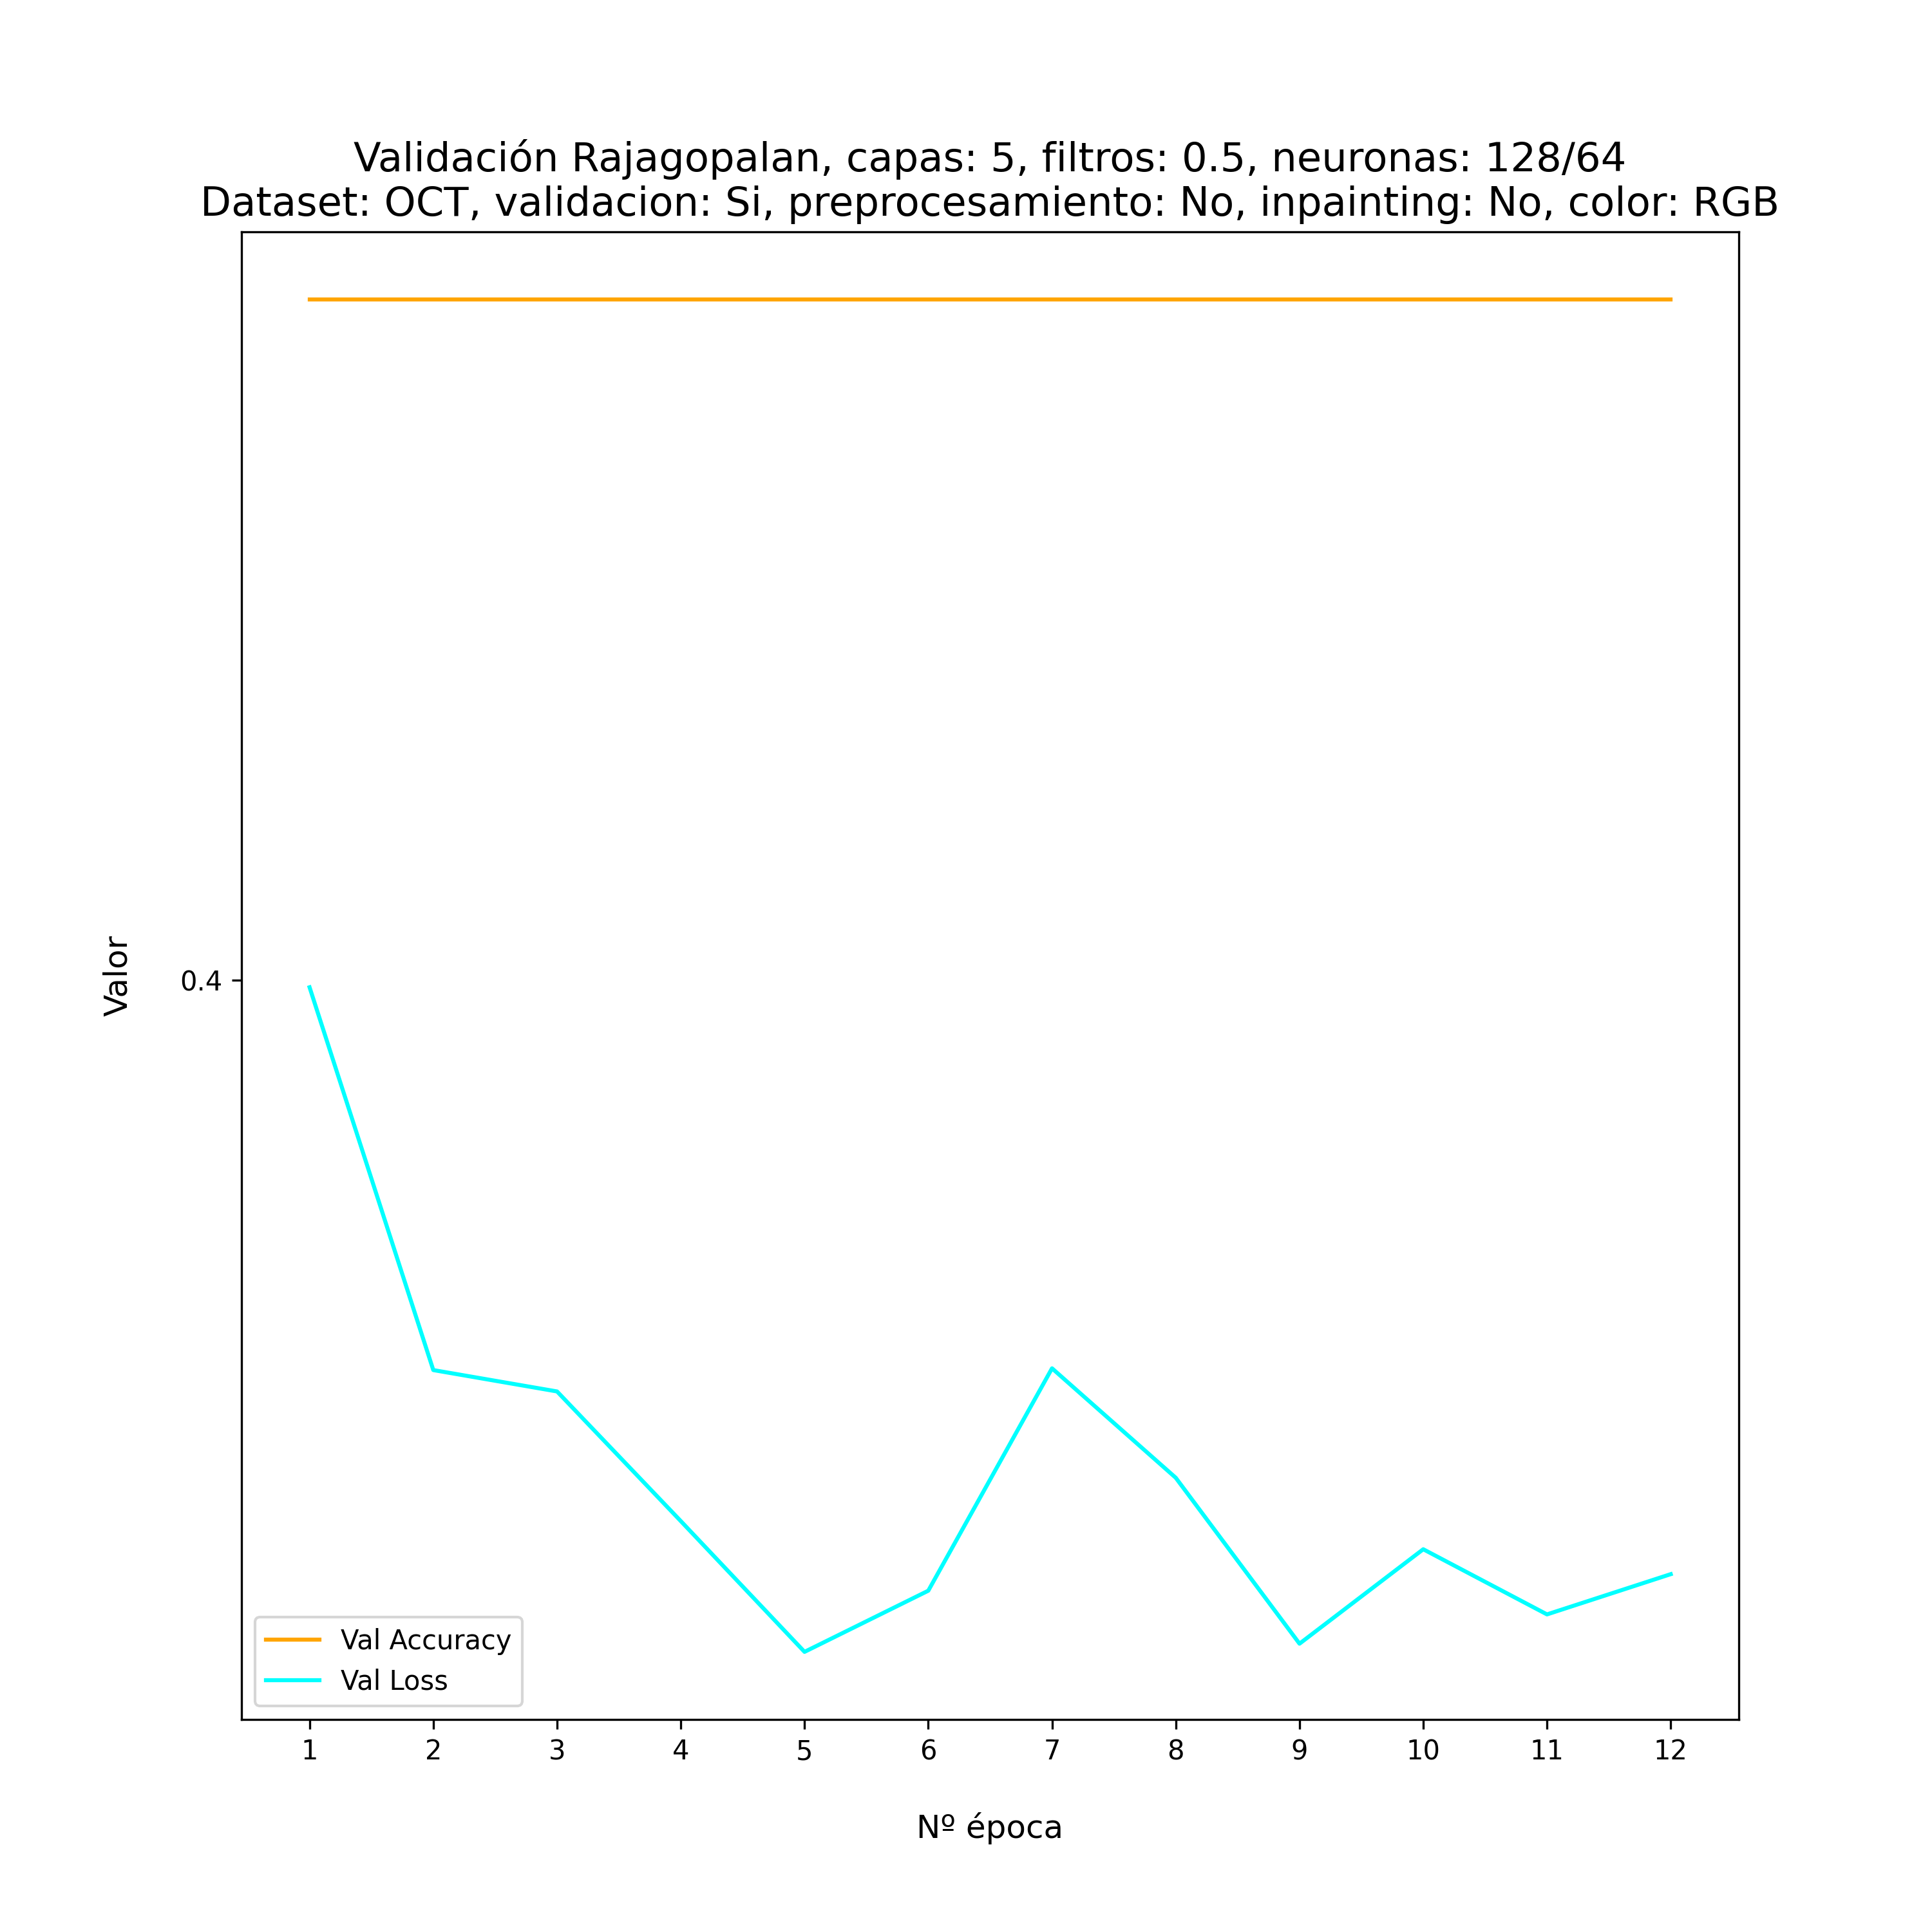 Validación Rajagopalan, capas: 5, filtros: 0.5, neuronas: 128/64
Dataset: OCT, validacion: Si, preprocesamiento: No, inpainting: No, color: RGB
Valor
0.4
Val Accuracy
Val Loss
1 2 3 4 5 6 7 8 9 10 11 12
Nº época